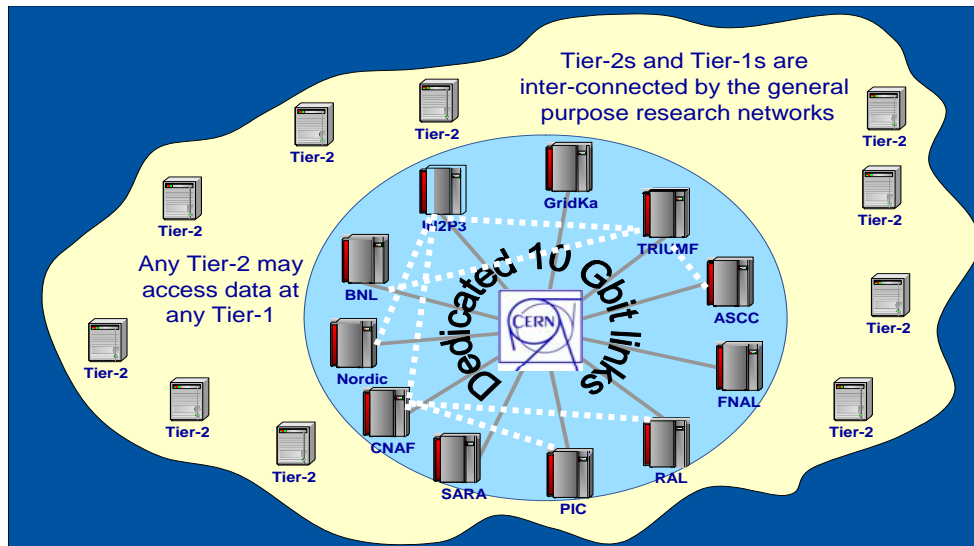 Tier-2s and Tier-1s are
inter-connected by the general
purpose research networks
Tier-2
Tier-2
Tier-2
Tier-2
Tier-2
Tier-2
Any Tier-2 may
access data at
any Tier-1
IN2P3
GridKa
TRIUMF
BNL
ASCC
Dedicated 10 Gbit links
CERN
Nordic
FNAL
CNAF
RAL
SARA
PIC
Tier-2
Tier-2
Tier-2
Tier-2
Tier-2